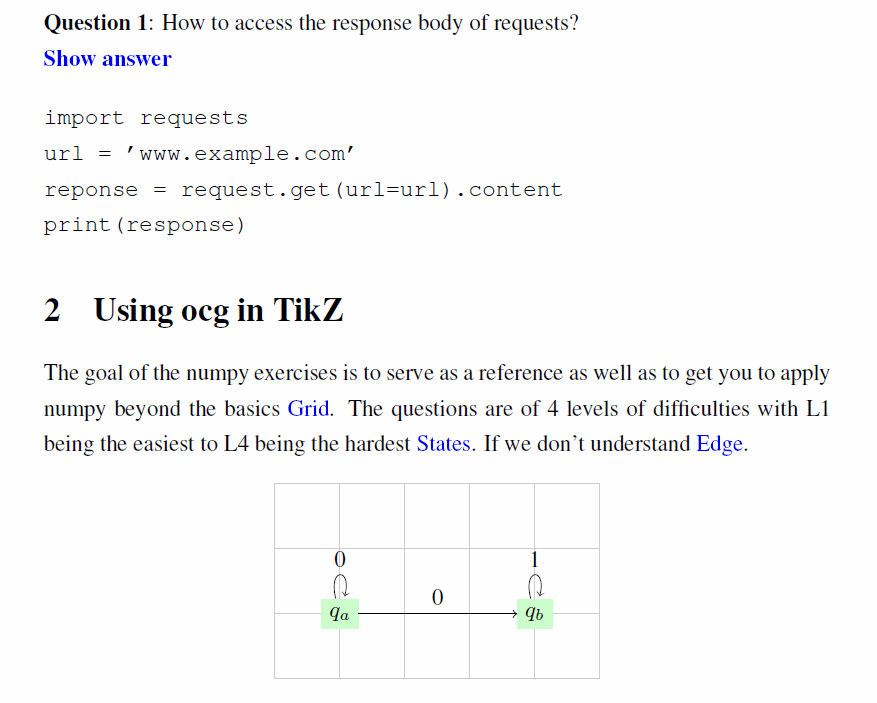 Question 1: How to access the response body of requests?
Show answer
import requests
url = ’www.example.com’
reponse = request.get(url=url).content
print(response)
2 Using ocg in TikZ
The goal of the numpy exercises is to serve as a reference as well as to get you to apply
numpy beyond the basics Grid. The questions are of 4 levels of difficulties with L1
being the easiest to L4 being the hardest States. If we don’t understand Edge.
0
1
0
qa
qb